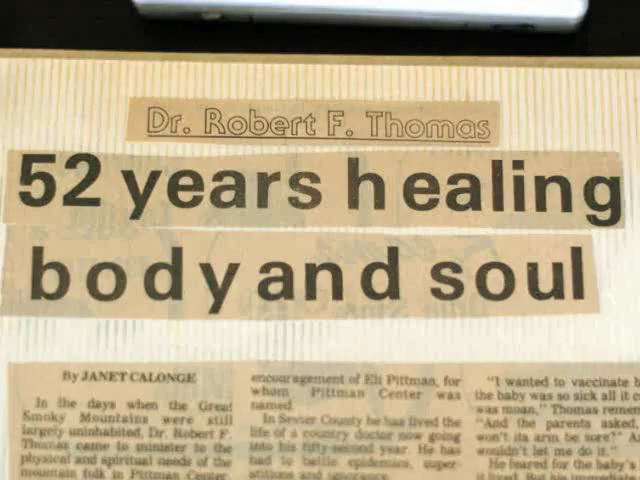 Dr. Robert F. Thomas
52 years healing
body and soul
By JANET CALONGE
In the days when the Great
Smoky Mountains were still
largely uninhabited, Dr. Robert F.
Thomas came to minister to the
physical and spiritual needs of the
mountain folk in Pittman Center,
encouragement of Eli Pittman, for
whom Pittman Center was
named.
In Sevier County he has lived the
life of a country doctor now going
into his fifty-second year. He has
had to battle epidemics, super-
stitions and ignorance.
"I wanted to vaccinate b
the baby was so sick all it c
was moan," Thomas remem
"And the parents asked,
won't its arm be sore?" A
wouldn't let me do it."
He feared for the baby's
it lived. But his immediate